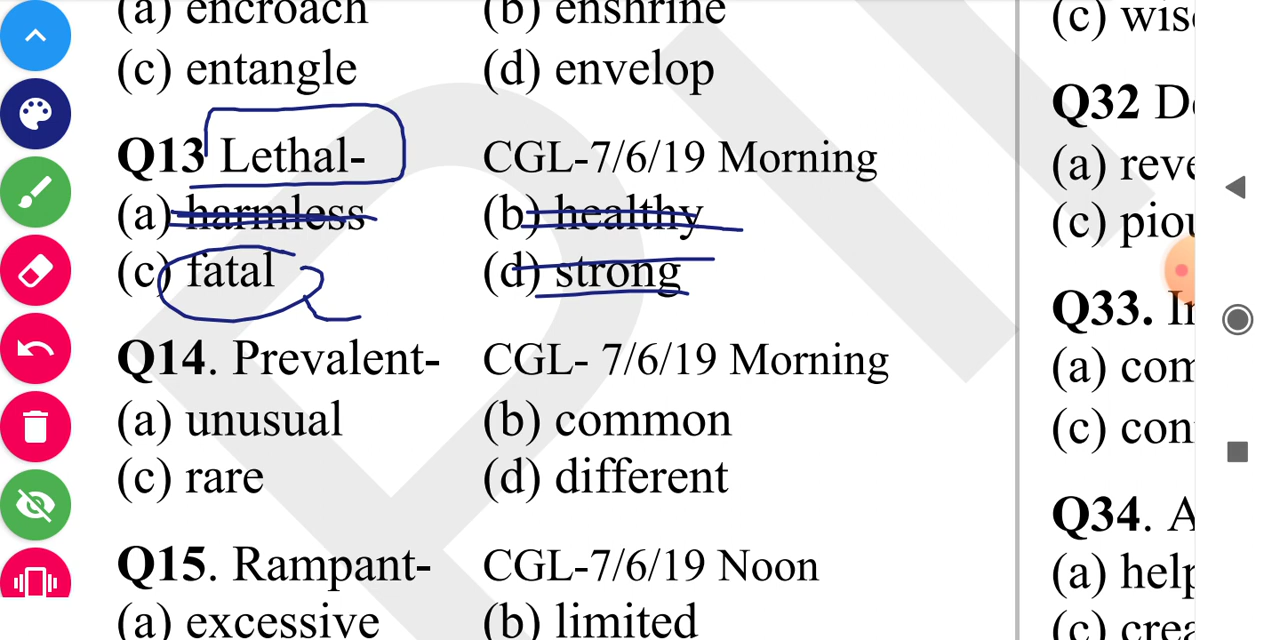 (a) encroach (b) enshrine
(c) entangle (d) envelop
Q13 Lethal- CGL-7/6/19 Morning
(a) harmless (b) healthy
(c) fatal (d) strong
Q14. Prevalent- CGL- 7/6/19 Morning
(a) unusual (b) common
(c) rare (d) different
Q15. Rampant- CGL-7/6/19 Noon
(a) excessive (b) limited
(c)
Q32
(a)
(c)
Q33.
(a)
(c)
Q34. A
(a)
(c)